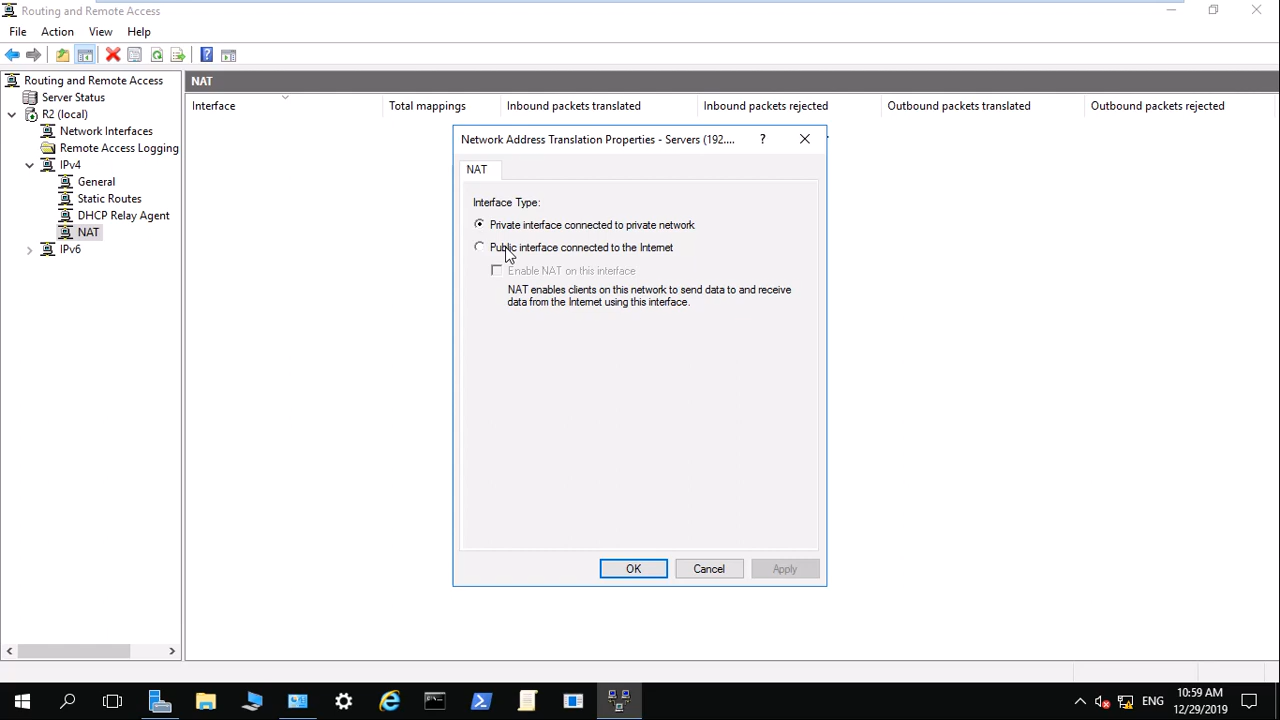 Routing and Remote Access
File Action View Help
Routing and Remote Access
Server Status
R2 (local)
Network Interfaces
Remote Access Logging
IPv4
General
Static Routes
DHCP Relay Agent
NAT
IPv6
NAT
Interface Total mappings Inbound packets translated Inbound packets rejected Outbound packets translated Outbound packets rejected
Network Address Translation Properties - Servers (192.... ?
NAT
Interface Type:
Private interface connected to private network
Public interface connected to the Internet
Enable NAT on this interface
NAT enables clients on this network to send data to and receive
data from the Internet using this interface.
OK Cancel Apply
ENG
10:59 AM
12/29/2019